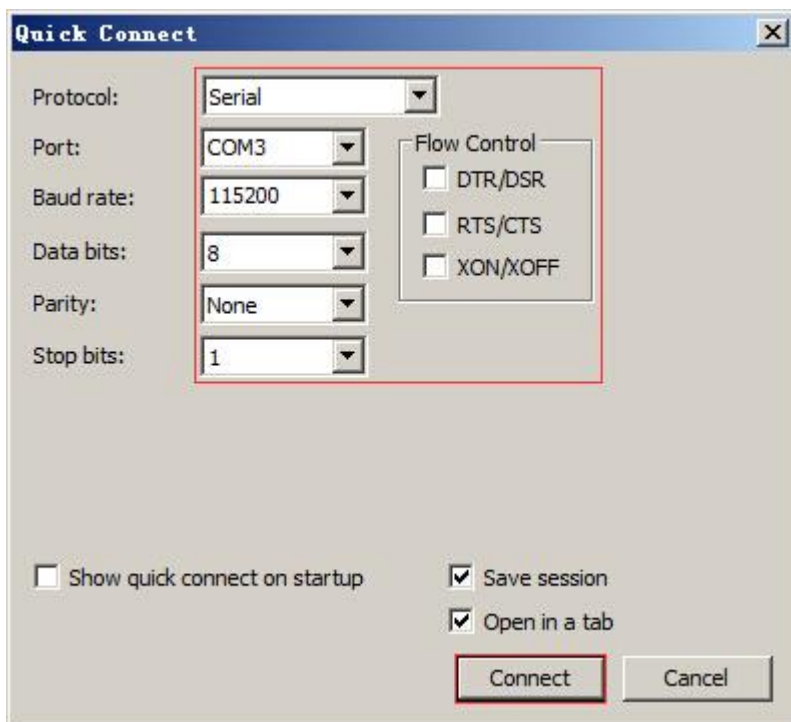 Quick Connect
Protocol: Serial
Port: COM3
Flow Control
DTR/DSR
Baud rate: 115200
RTS/CTS
Data bits: 8
XON/XOFF
Parity: None
Stop bits: 1
Show quick connect on startup
Save session
Open in a tab
Connect
Cancel